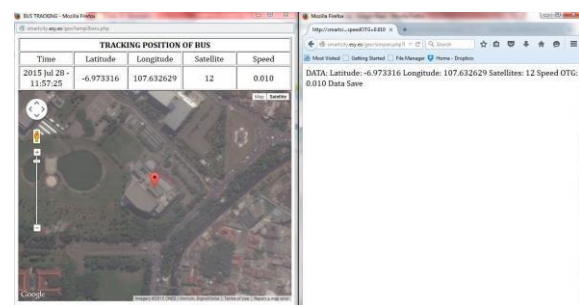 BUS TRACKING - Mozilla Firefox
TRACKING POSITION OF BUS
Time Latitude Longitude Satellite Speed
2015 Jul 28 -
11:57:25 -6.973316 107.632629 12 0.010
Map Satellite
Google
Mozilla Firefox
Search
Most Visited Getting Started File Manager Home - Dropbox
DATA: Latitude: -6.973316 Longitude: 107.632629 Satellites: 12 Speed OTG:
0.010 Data Save